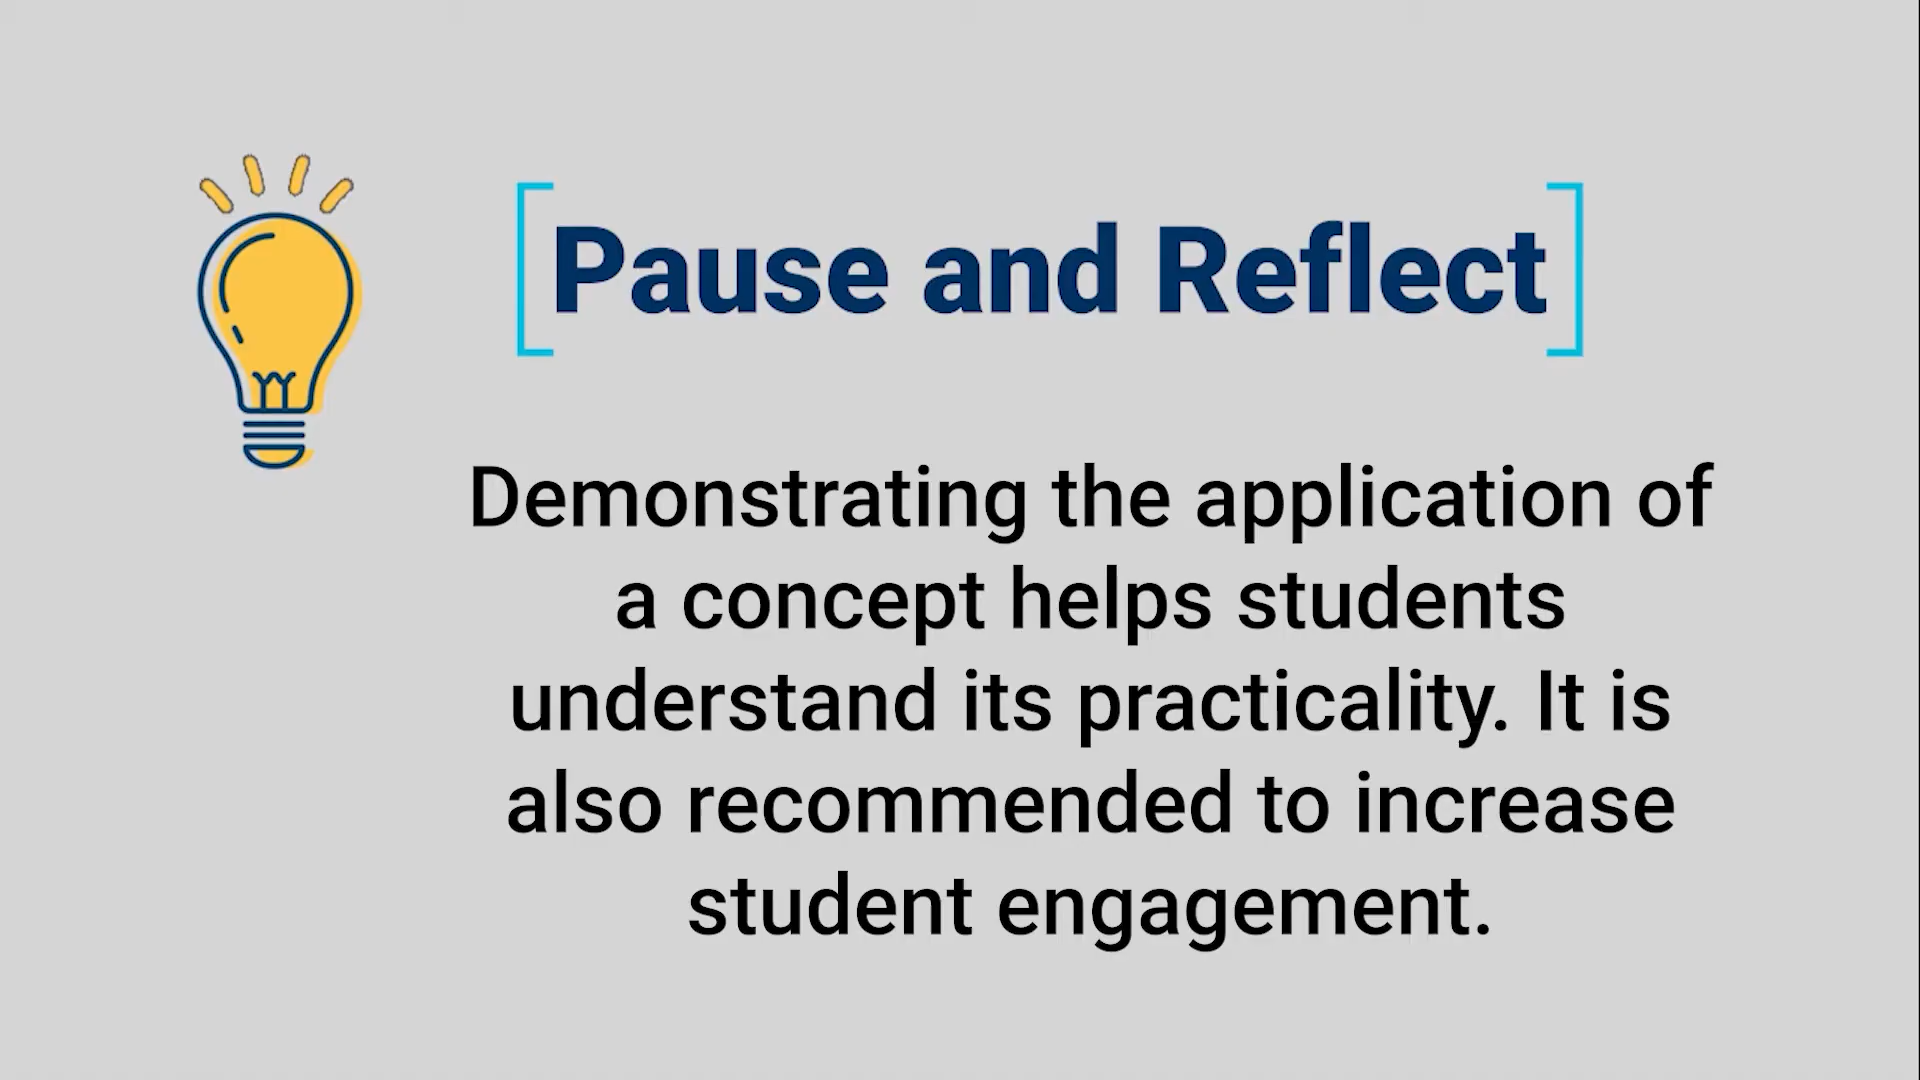 Pause and Reflect
Demonstrating the application of
a concept helps students
understand its practicality. It is
also recommended to increase
student engagement.